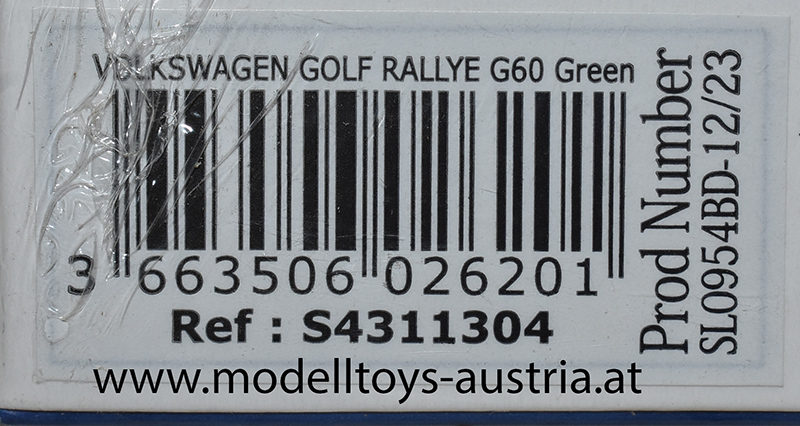 VOLKSWAGEN GOLF RALLYE G60 Green
3 663506 026201
Ref : S4311304
Prod Number
SL0954BD-12/23
www.modelltoys-austria.at